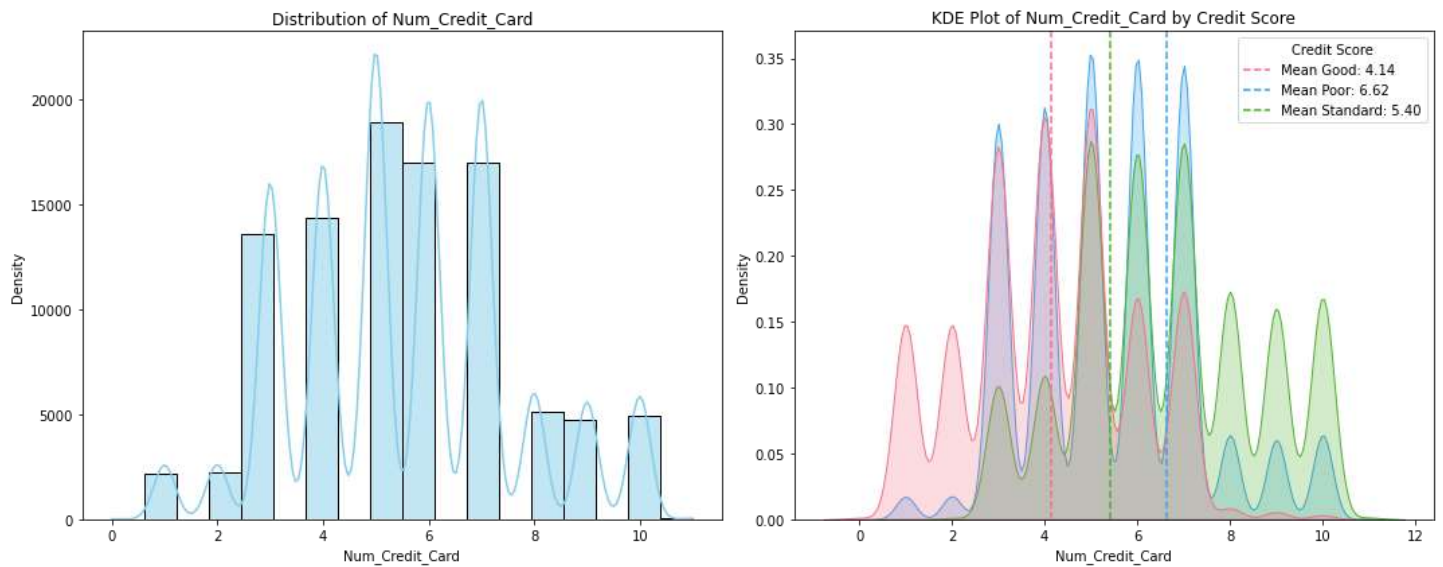 Distribution of Num_Credit_Card
Density
20000
15000
10000
5000
0
0 2 4 6 8 10
Num_Credit_Card
KDE Plot of Num_Credit_Card by Credit Score
Density
0.35
0.30
0.25
0.20
0.15
0.10
0.05
0.00
0 2 4 6 8 10 12
Num_Credit_Card
Credit Score
Mean Good: 4.14
Mean Poor: 6.62
Mean Standard: 5.40